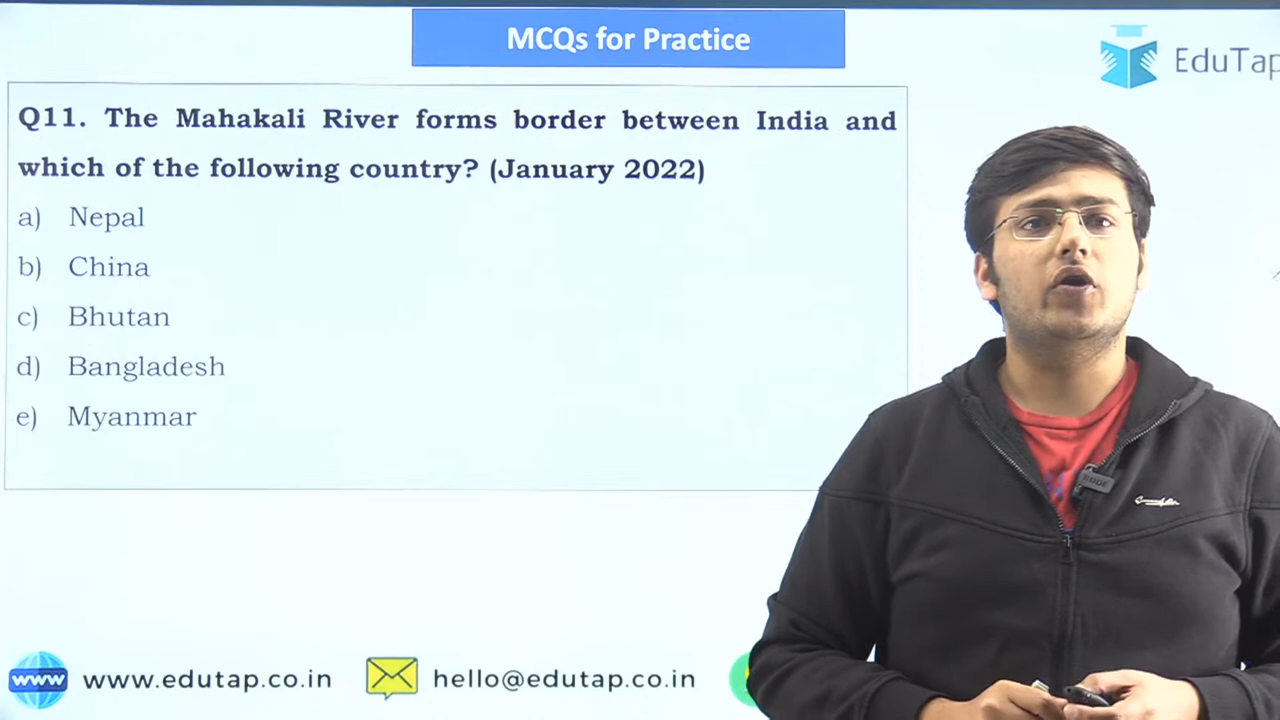 MCQs for Practice
EduTap
Q11. The Mahakali River forms border between India and
which of the following country? (January 2022)
a) Nepal
b) China
c) Bhutan
d) Bangladesh
e) Myanmar
www www.edutap.co.in hello@edutap.co.in